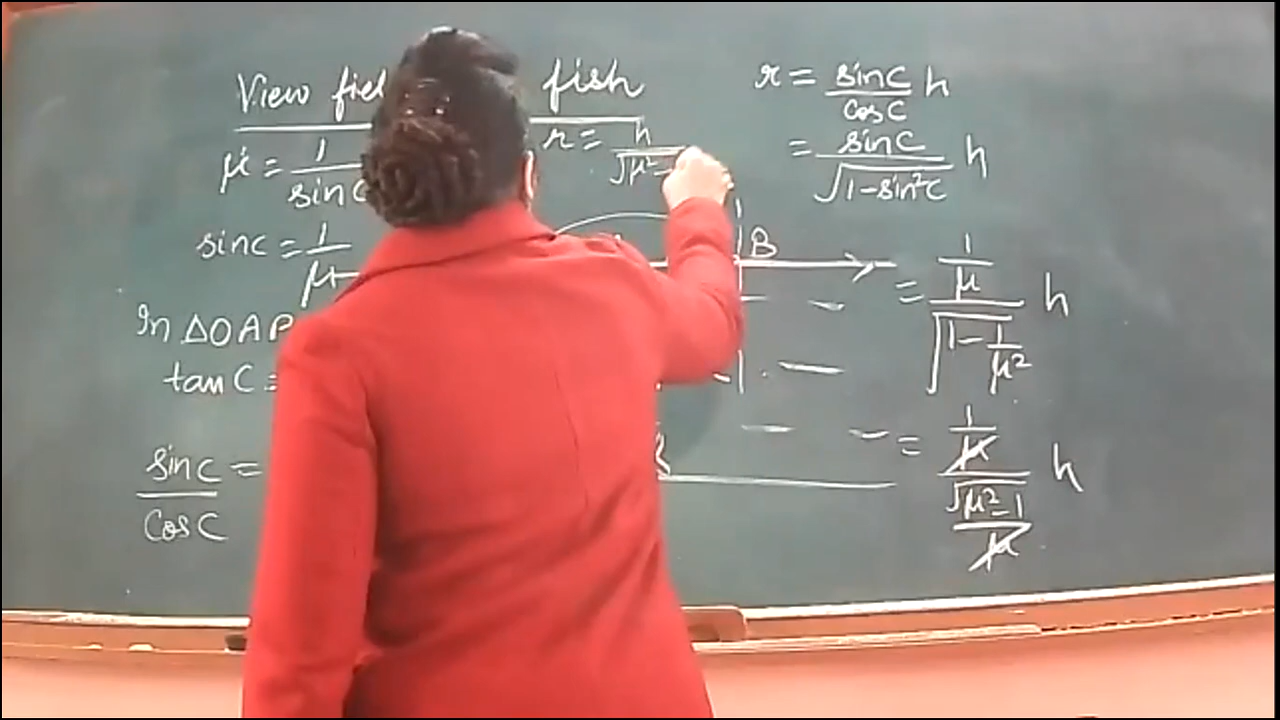 View fie fish
μ = 1/sin C
sin c = 1/μ
In ΔOAP
tan C =
sin c/Cos C =
r = h/√μ²-
B
r = sin C/cos C h
= sin C/√1-sin²C h
= 1/μ/√1-1/μ² h
= 1/μ/√μ²-1/μ h